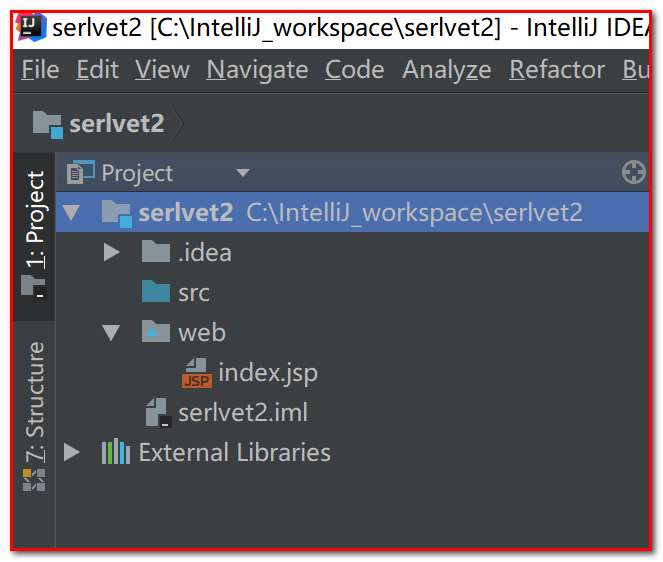 serlvet2 [C:\IntelliJ_workspace\serlvet2] - IntelliJ IDEA
File Edit View Navigate Code Analyze Refactor Bu
serlvet2
1: Project
Project
serlvet2 C:\IntelliJ_workspace\serlvet2
.idea
src
web
JSP index.jsp
serlvet2.iml
7: Structure
External Libraries